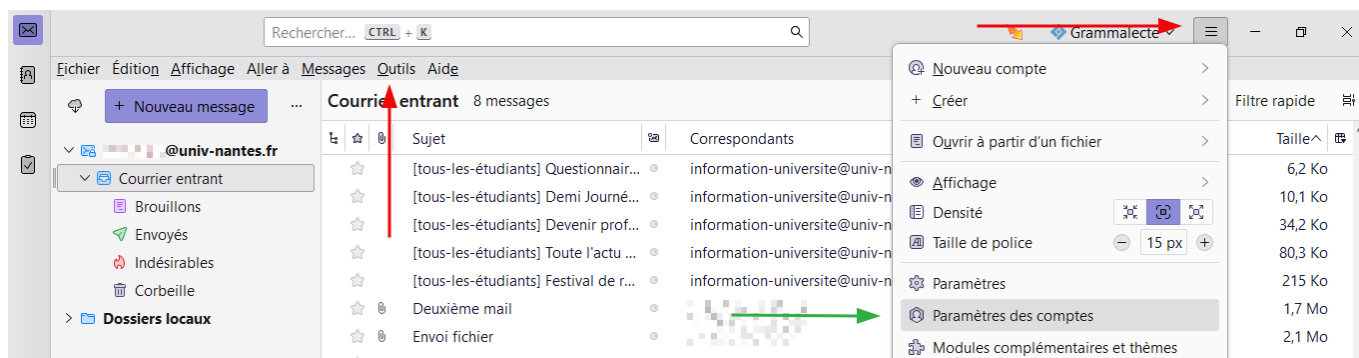 Rechercher... CTRL + K
Grammalecte
Fichier Édition Affichage Aller à Messages Outils Aide
+ Nouveau message ...
Courrier entrant 8 messages
Filtre rapide
Sujet Correspondants Taille
@univ-nantes.fr
Courrier entrant
Brouillons
Envoyés
Indésirables
Corbeille
Dossiers locaux
[tous-les-étudiants] Questionnair... information-universite@univ-n 6,2 Ko
[tous-les-étudiants] Demi Journé... information-universite@univ-n 10,1 Ko
[tous-les-étudiants] Devenir prof... information-universite@univ-n 34,2 Ko
[tous-les-étudiants] Toute l'actu ... information-universite@univ-n 80,3 Ko
[tous-les-étudiants] Festival de r... information-universite@univ-n 215 Ko
Deuxième mail 1,7 Mo
Envoi fichier 2,1 Mo
Nouveau compte
+ Créer
Ouvrir à partir d'un fichier
Affichage
Densité
Taille de police 15 px
Paramètres
Paramètres des comptes
Modules complémentaires et thèmes